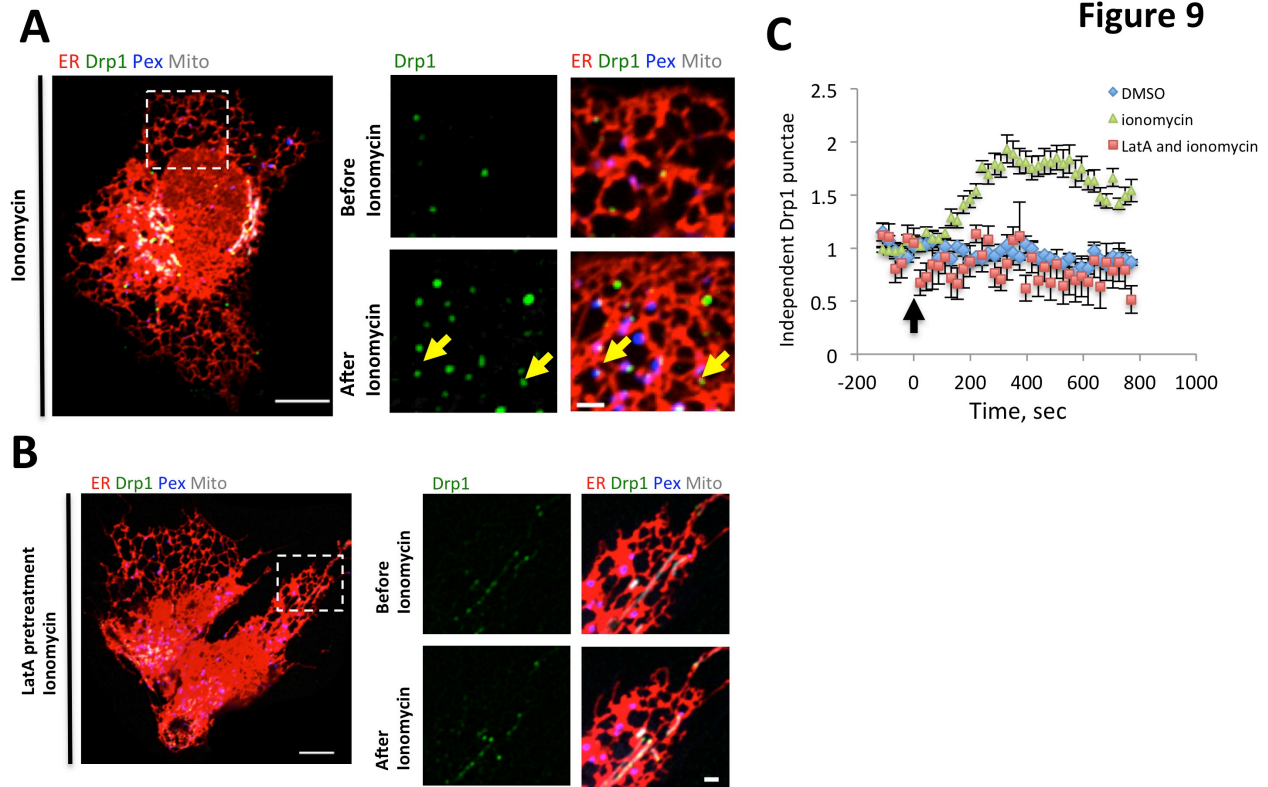 Figure 9
A
ER Drp1 Pex Mito
Drp1
ER Drp1 Pex Mito
Ionomycin
Before
Ionomycin
After
Ionomycin
B
ER Drp1 Pex Mito
Drp1
ER Drp1 Pex Mito
LatA pretreatment
Ionomycin
Before
Ionomycin
After
Ionomycin
C
DMSO
ionomycin
LatA and ionomycin
Independent Drp1 punctae
2.5
2
1.5
1
0.5
0
-200 0 200 400 600 800 1000
Time, sec